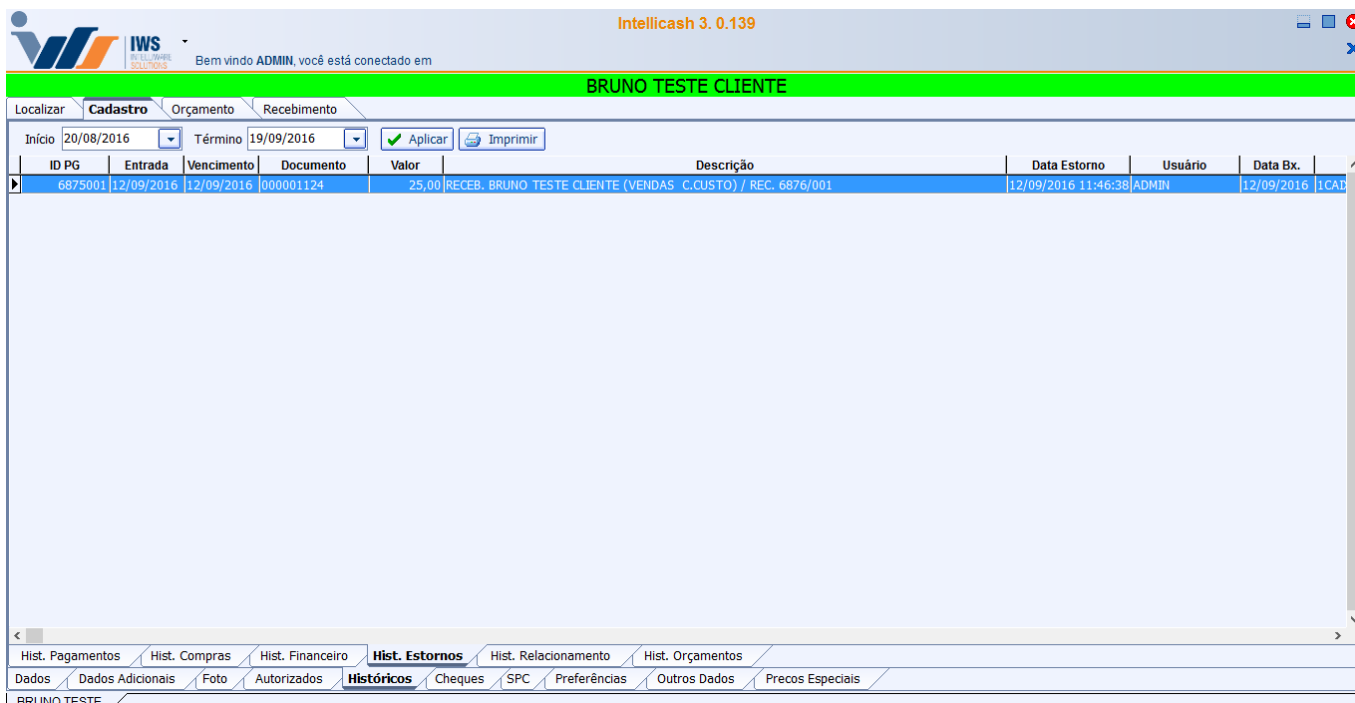 Intellicash 3. 0.139
IWS
INTELLIWARE
SOLUTIONS
Bem vindo ADMIN, você está conectado em
BRUNO TESTE CLIENTE
Localizar Cadastro Orçamento Recebimento
Início 20/08/2016 Término 19/09/2016 Aplicar Imprimir
ID PG Entrada Vencimento Documento Valor Descrição Data Estorno Usuário Data Bx.
6875001 12/09/2016 12/09/2016 000001124 25,00 RECEB. BRUNO TESTE CLIENTE (VENDAS C.CUSTO) / REC. 6876/001 12/09/2016 11:46:38 ADMIN 12/09/2016 1CAD
Hist. Pagamentos Hist. Compras Hist. Financeiro Hist. Estornos Hist. Relacionamento Hist. Orçamentos
Dados Dados Adicionais Foto Autorizados Históricos Cheques SPC Preferências Outros Dados Precos Especiais
BRUNO TESTE